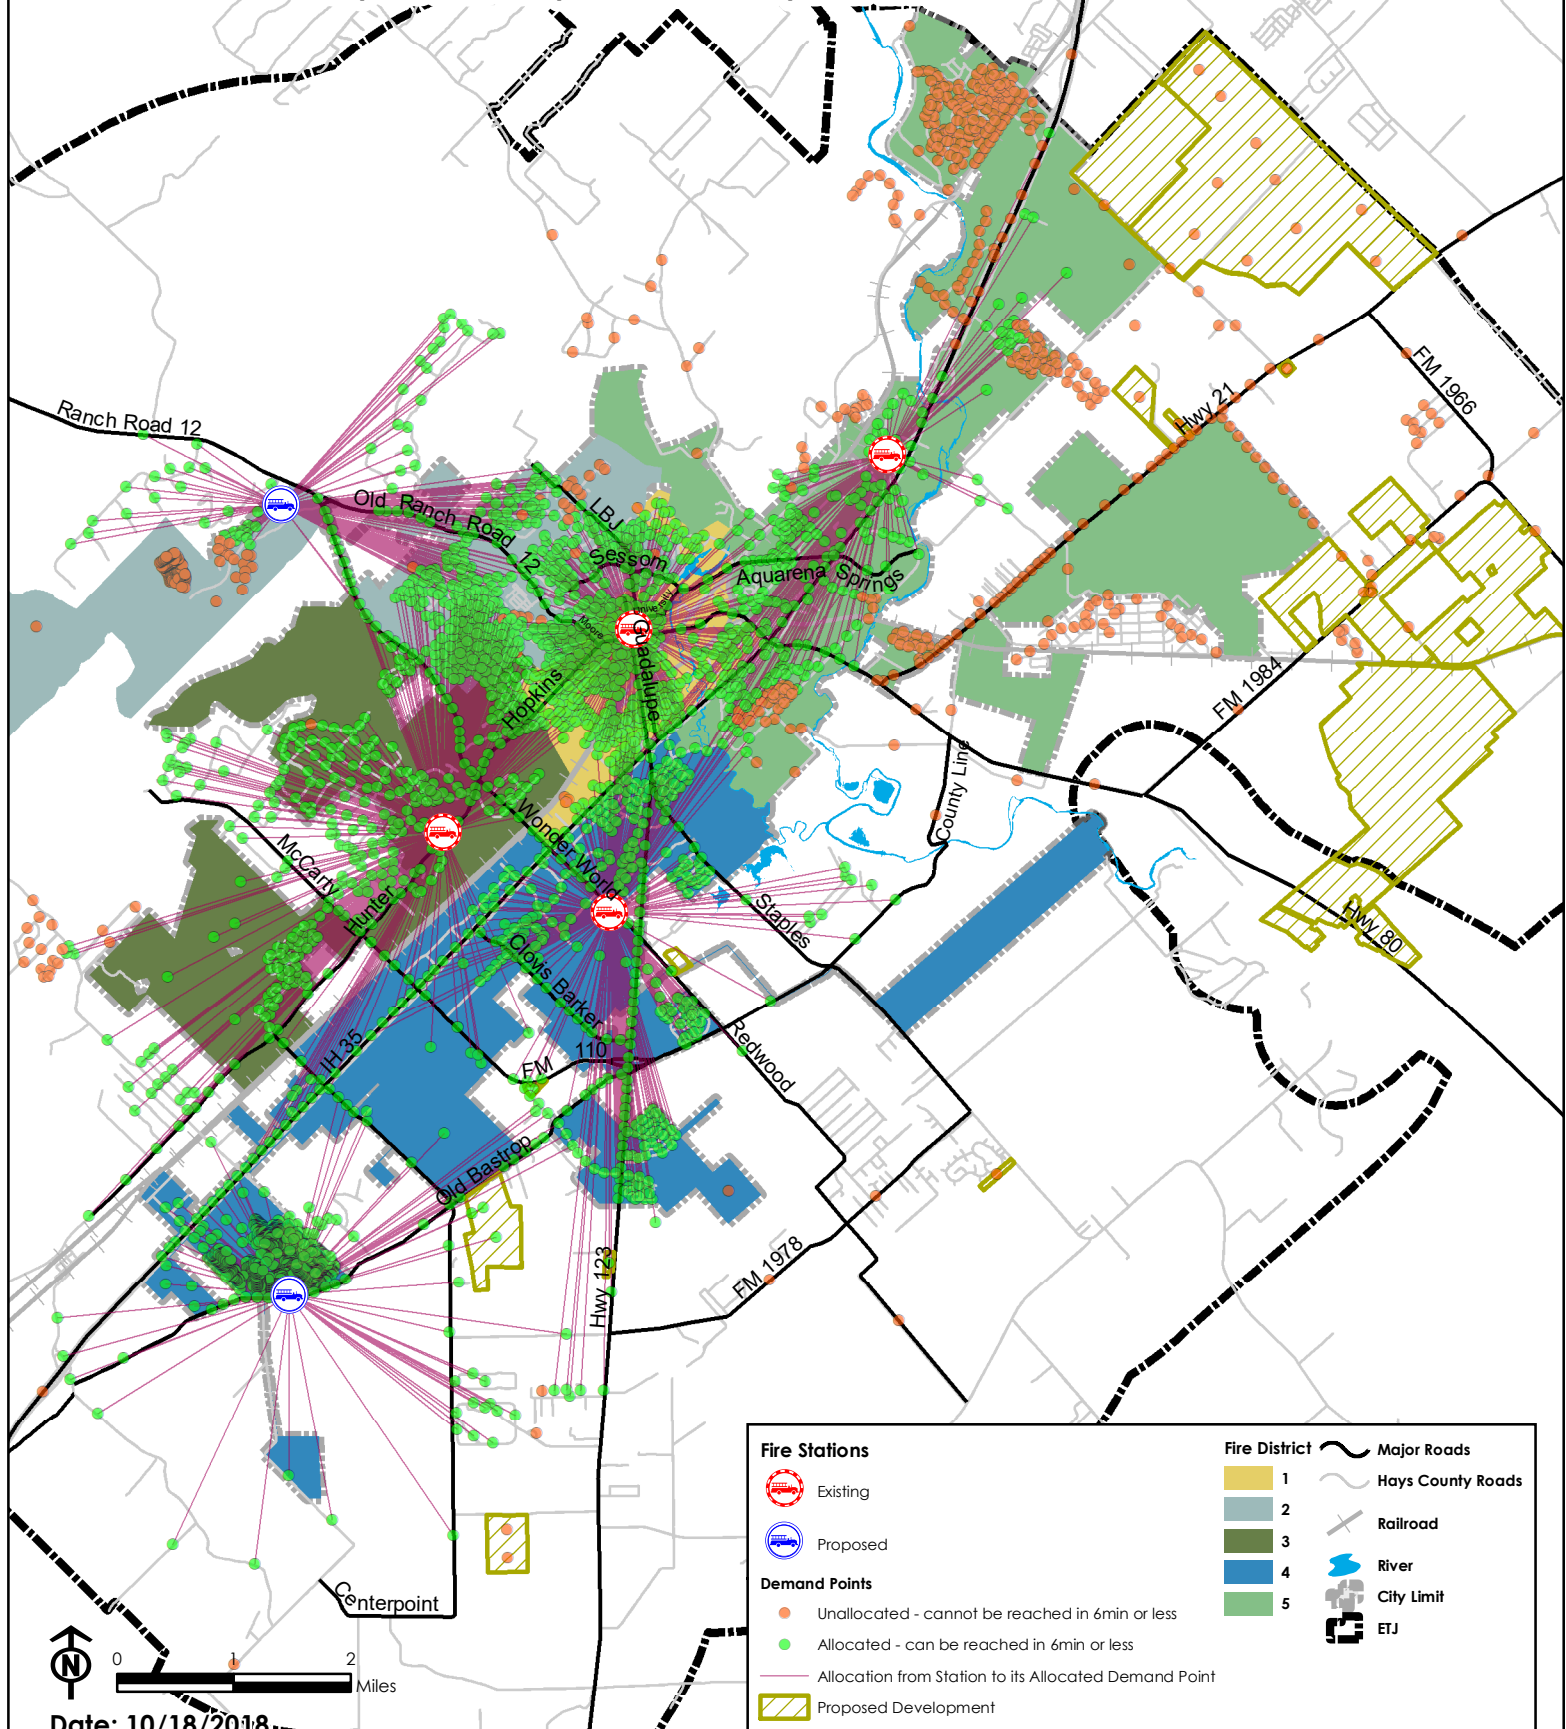 Ranch Road 12
Old Ranch Road 12
LBJ
Sessom
Aquarena Springs
University
Moore
Guadalupe
Hopkins
Hwy 21
FM 1966
FM 1984
County Line
Wonder World
McCarty
Hunter
Staples
Clovis Barker
Hwy 80
IH 35
FM 110
Redwood
Old Bastrop
Hwy 123
FM 1978
Centerpoint
N
0 1 2
Miles
Date: 10/18/2018
Fire Stations
Existing
Proposed
Demand Points
Unallocated - cannot be reached in 6min or less
Allocated - can be reached in 6min or less
Allocation from Station to its Allocated Demand Point
Proposed Development
Fire District
1
2
3
4
5
Major Roads
Hays County Roads
Railroad
River
City Limit
ETJ